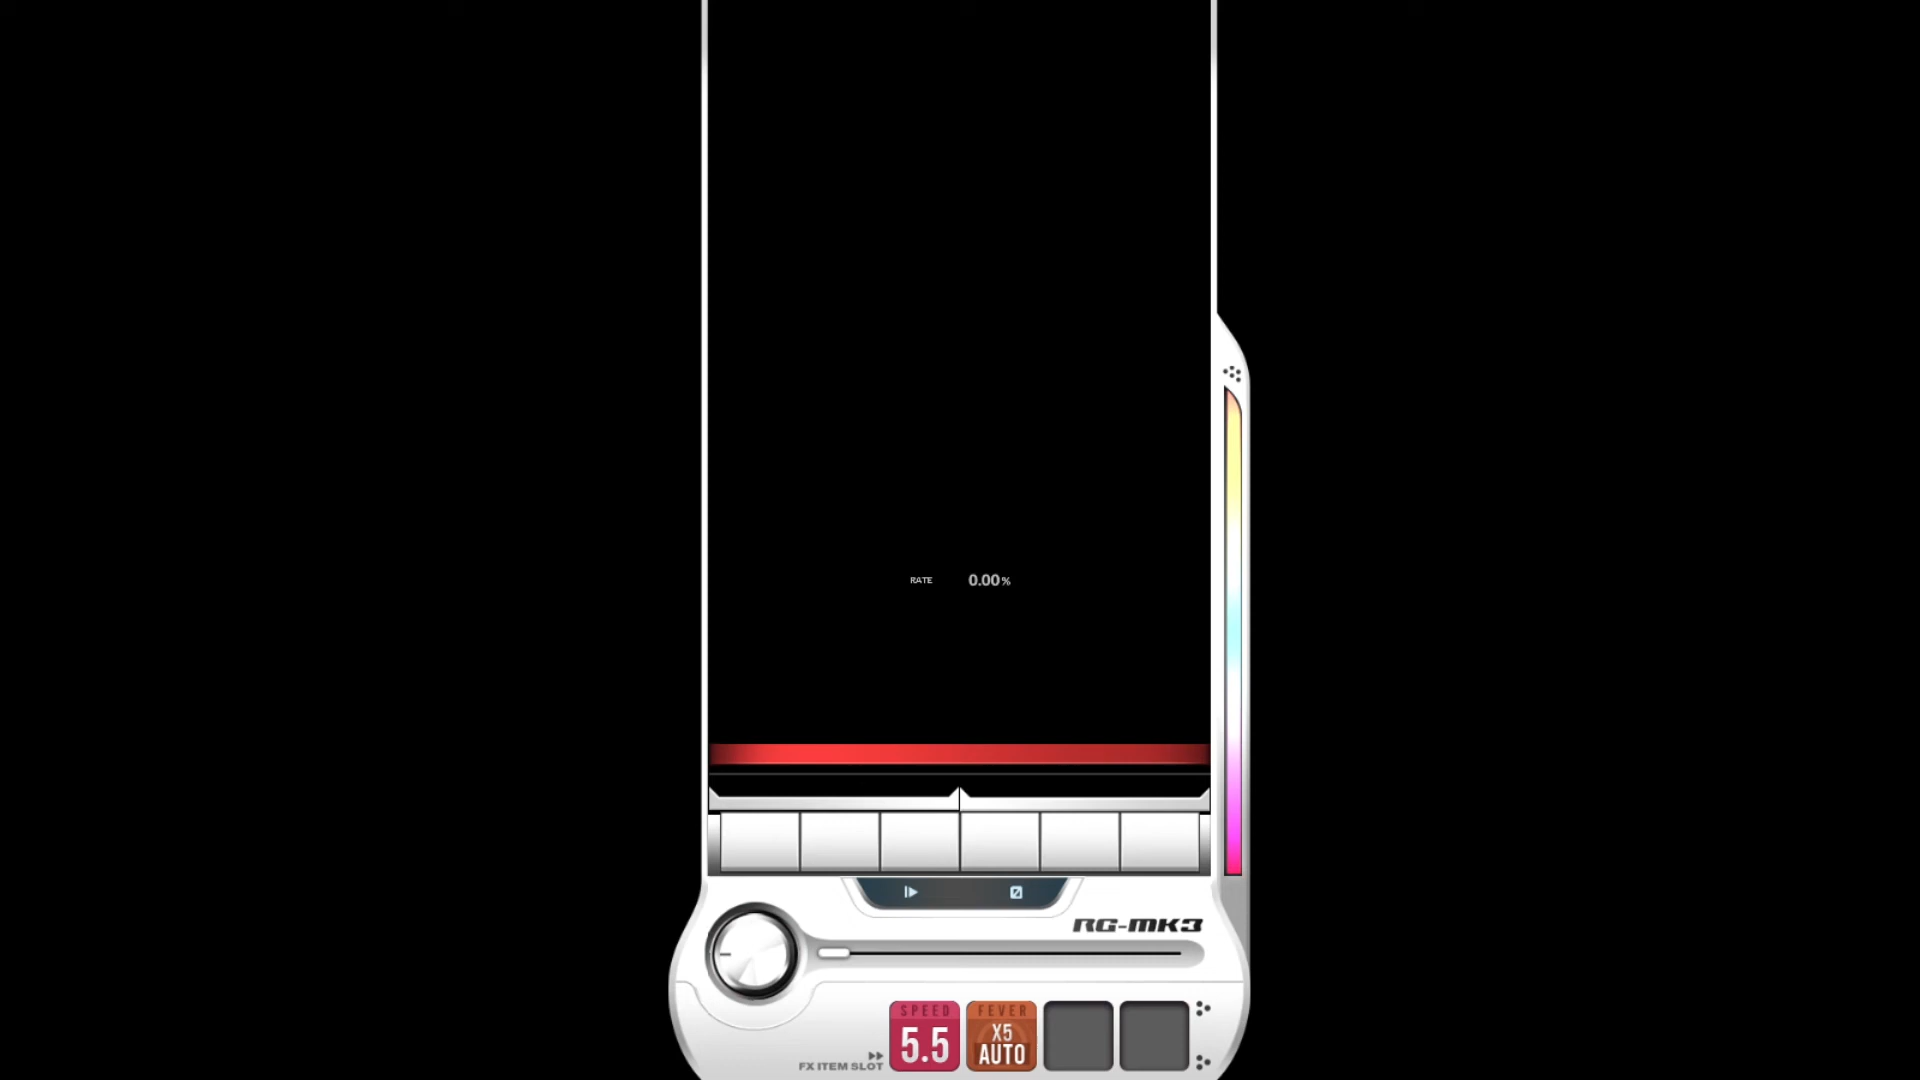 RATE 0.00%
RG-MK3
SPEED
5.5
FEVER
X5
AUTO
FX ITEM SLOT